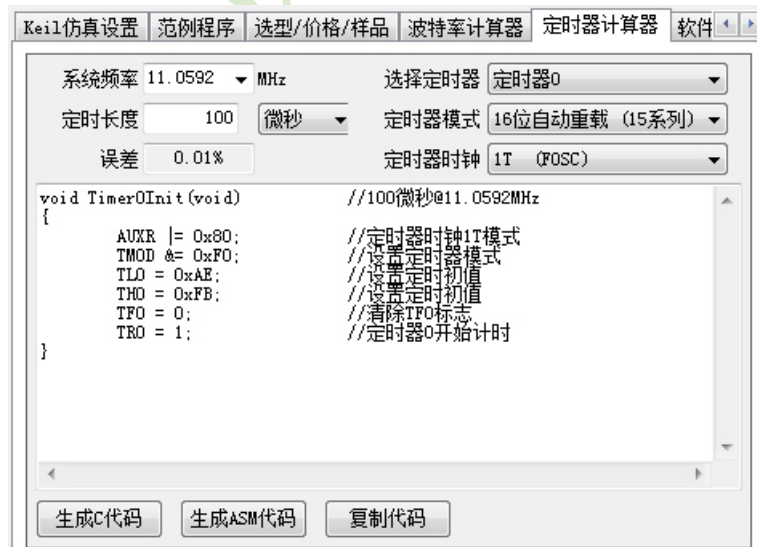 Keil仿真设置 范例程序 选型/价格/样品 波特率计算器 定时器计算器 软件
系统频率 11.0592 MHz 选择定时器 定时器0
定时长度 100 微秒 定时器模式 16位自动重载 (15系列)
误差 0.01% 定时器时钟 1T (FOSC)
void Timer0Init(void) //100微秒@11.0592MHz
{
AUXR |= 0x80; //定时器时钟1T模式
TMOD &= 0xF0; //设置定时器模式
TL0 = 0xAE; //设置定时初值
TH0 = 0xFB; //设置定时初值
TF0 = 0; //清除TF0标志
TR0 = 1; //定时器0开始计时
}
生成C代码 生成ASM代码 复制代码